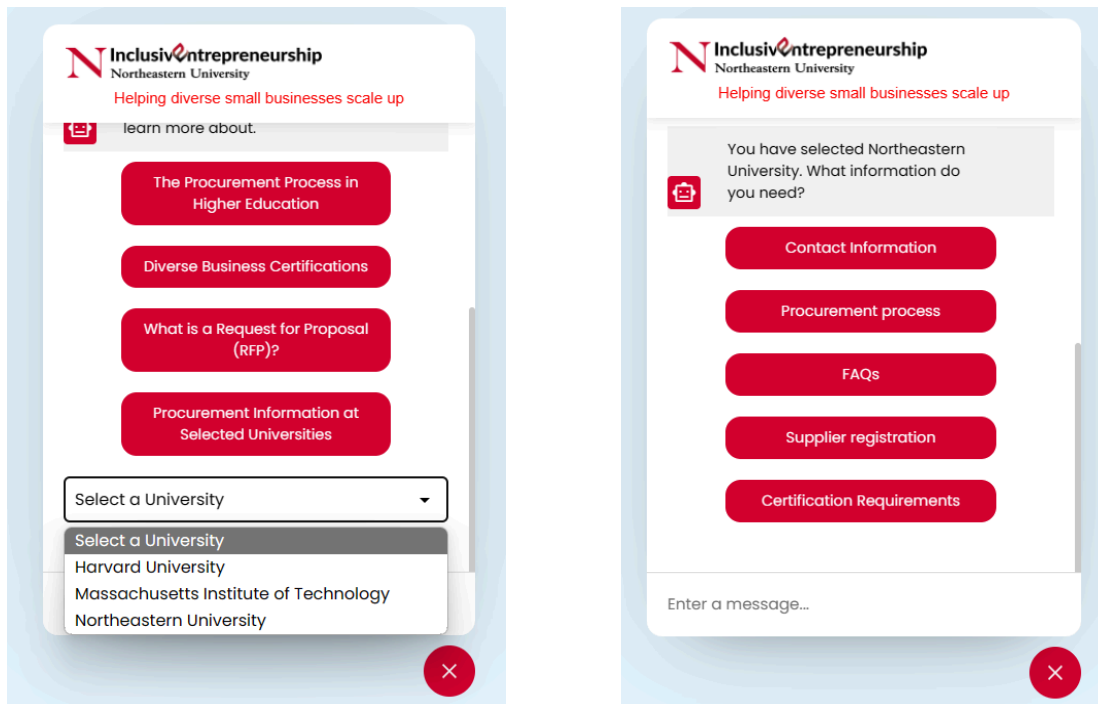 N Inclusiventrepreneurship
Northeastern University
Helping diverse small businesses scale up
learn more about.
The Procurement Process in
Higher Education
Diverse Business Certifications
What is a Request for Proposal
(RFP)?
Procurement Information at
Selected Universities
Select a University
Select a University
Harvard University
Massachusetts Institute of Technology
Northeastern University
N Inclusiventrepreneurship
Northeastern University
Helping diverse small businesses scale up
You have selected Northeastern
University. What information do
you need?
Contact Information
Procurement process
FAQs
Supplier registration
Certification Requirements
Enter a message...